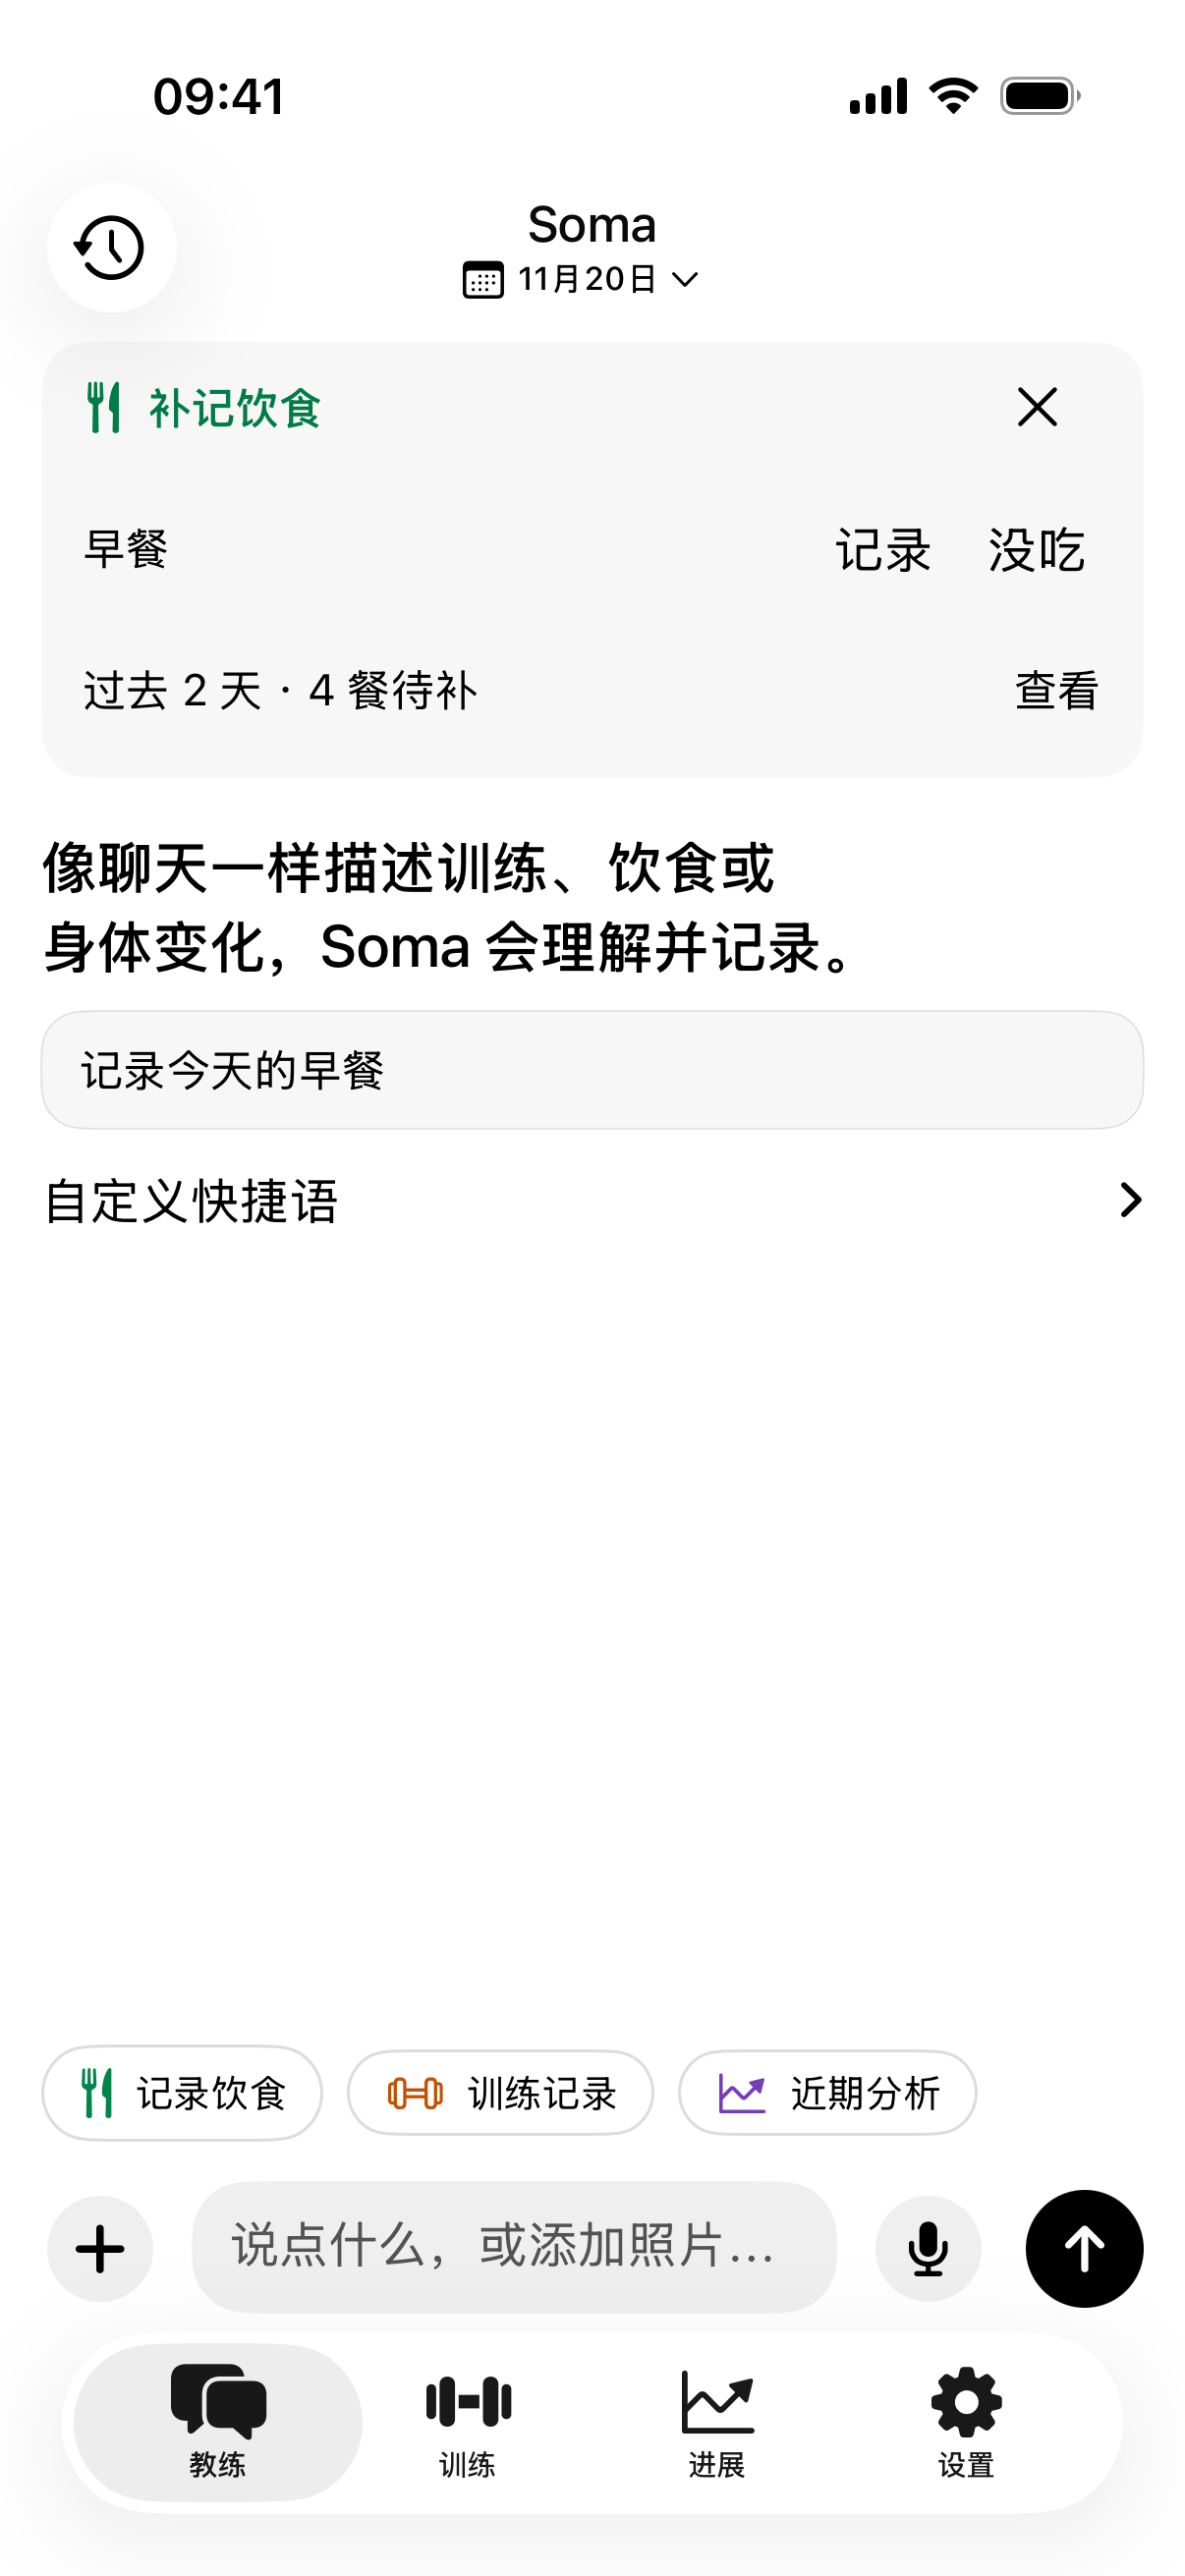 09:41
Soma
11月20日
补记饮食
早餐 记录 没吃
过去 2 天 · 4 餐待补 查看
像聊天一样描述训练、饮食或
身体变化，Soma 会理解并记录。
记录今天的早餐
自定义快捷语
记录饮食 训练记录 近期分析
说点什么，或添加照片...
教练 训练 进展 设置